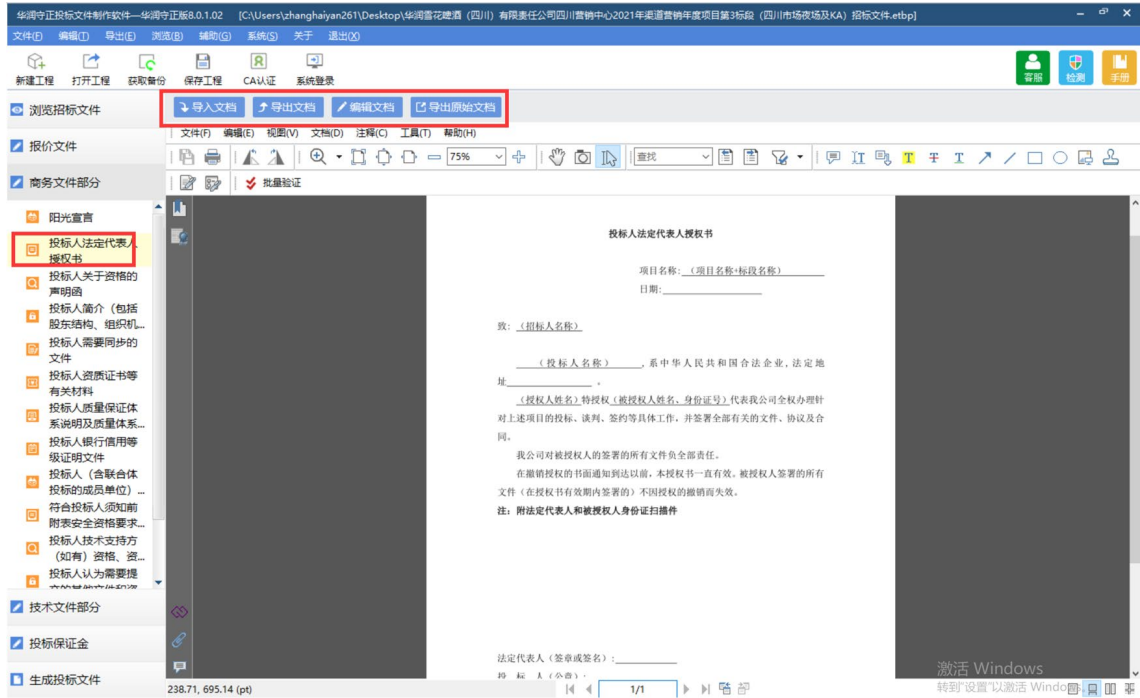 华润守正投标文件制作软件—华润守正版8.0.1.02 [C:\Users\zhanghaiyan261\Desktop\华润雪花啤酒（四川）有限责任公司四川营销中心2021年渠道营销年度项目第3标段（四川市场夜场及KA）招标文件.etbp]
文件(F) 编辑(T) 导出(E) 浏览(B) 辅助(G) 系统(S) 关于 退出(X)
新建工程 打开工程 获取备份 保存工程 CA认证 系统登录 客服 检测 手册
浏览招标文件
报价文件
商务文件部分
阳光宣言
投标人法定代表人
授权书
投标人关于资格的
声明函
投标人简介（包括
股东结构、组织机...
投标人需要同步的
文件
投标人资质证书等
有关材料
投标人质量保证体
系说明及质量体系...
投标人银行信用等
级证明文件
投标人（含联合体
投标的成员单位）...
符合投标人须知前
附表安全资格要求...
投标人技术支持方
（如有）资格、资...
投标人认为需要提
技术文件部分
投标保证金
生成投标文件
导入文档 导出文档 编辑文档 导出原始文档
文件(F) 编辑(E) 视图(V) 文档(D) 注释(C) 工具(T) 帮助(H)
75% 查找
批量验证
投标人法定代表人授权书
项目名称：（项目名称+标段名称）
日期：
致：（招标人名称）
（投标人名称），系中华人民共和国合法企业，法定地
址 。
（授权人姓名）特授权（被授权人姓名、身份证号）代表我公司全权办理针
对上述项目的投标、谈判、签约等具体工作，并签署全部有关的文件、协议及合
同。
我公司对被授权人的签署的所有文件负全部责任。
在撤销授权的书面通知到达以前，本授权书一直有效。被授权人签署的所有
文件（在授权书有效期内签署的）不因授权的撤销而失效。
注：附法定代表人和被授权人身份证扫描件
法定代表人（签章或签名）：
投 标 人（公章）：
238.71, 695.14 (pt) 1/1
激活 Windows
转到"设置"以激活 Windows。